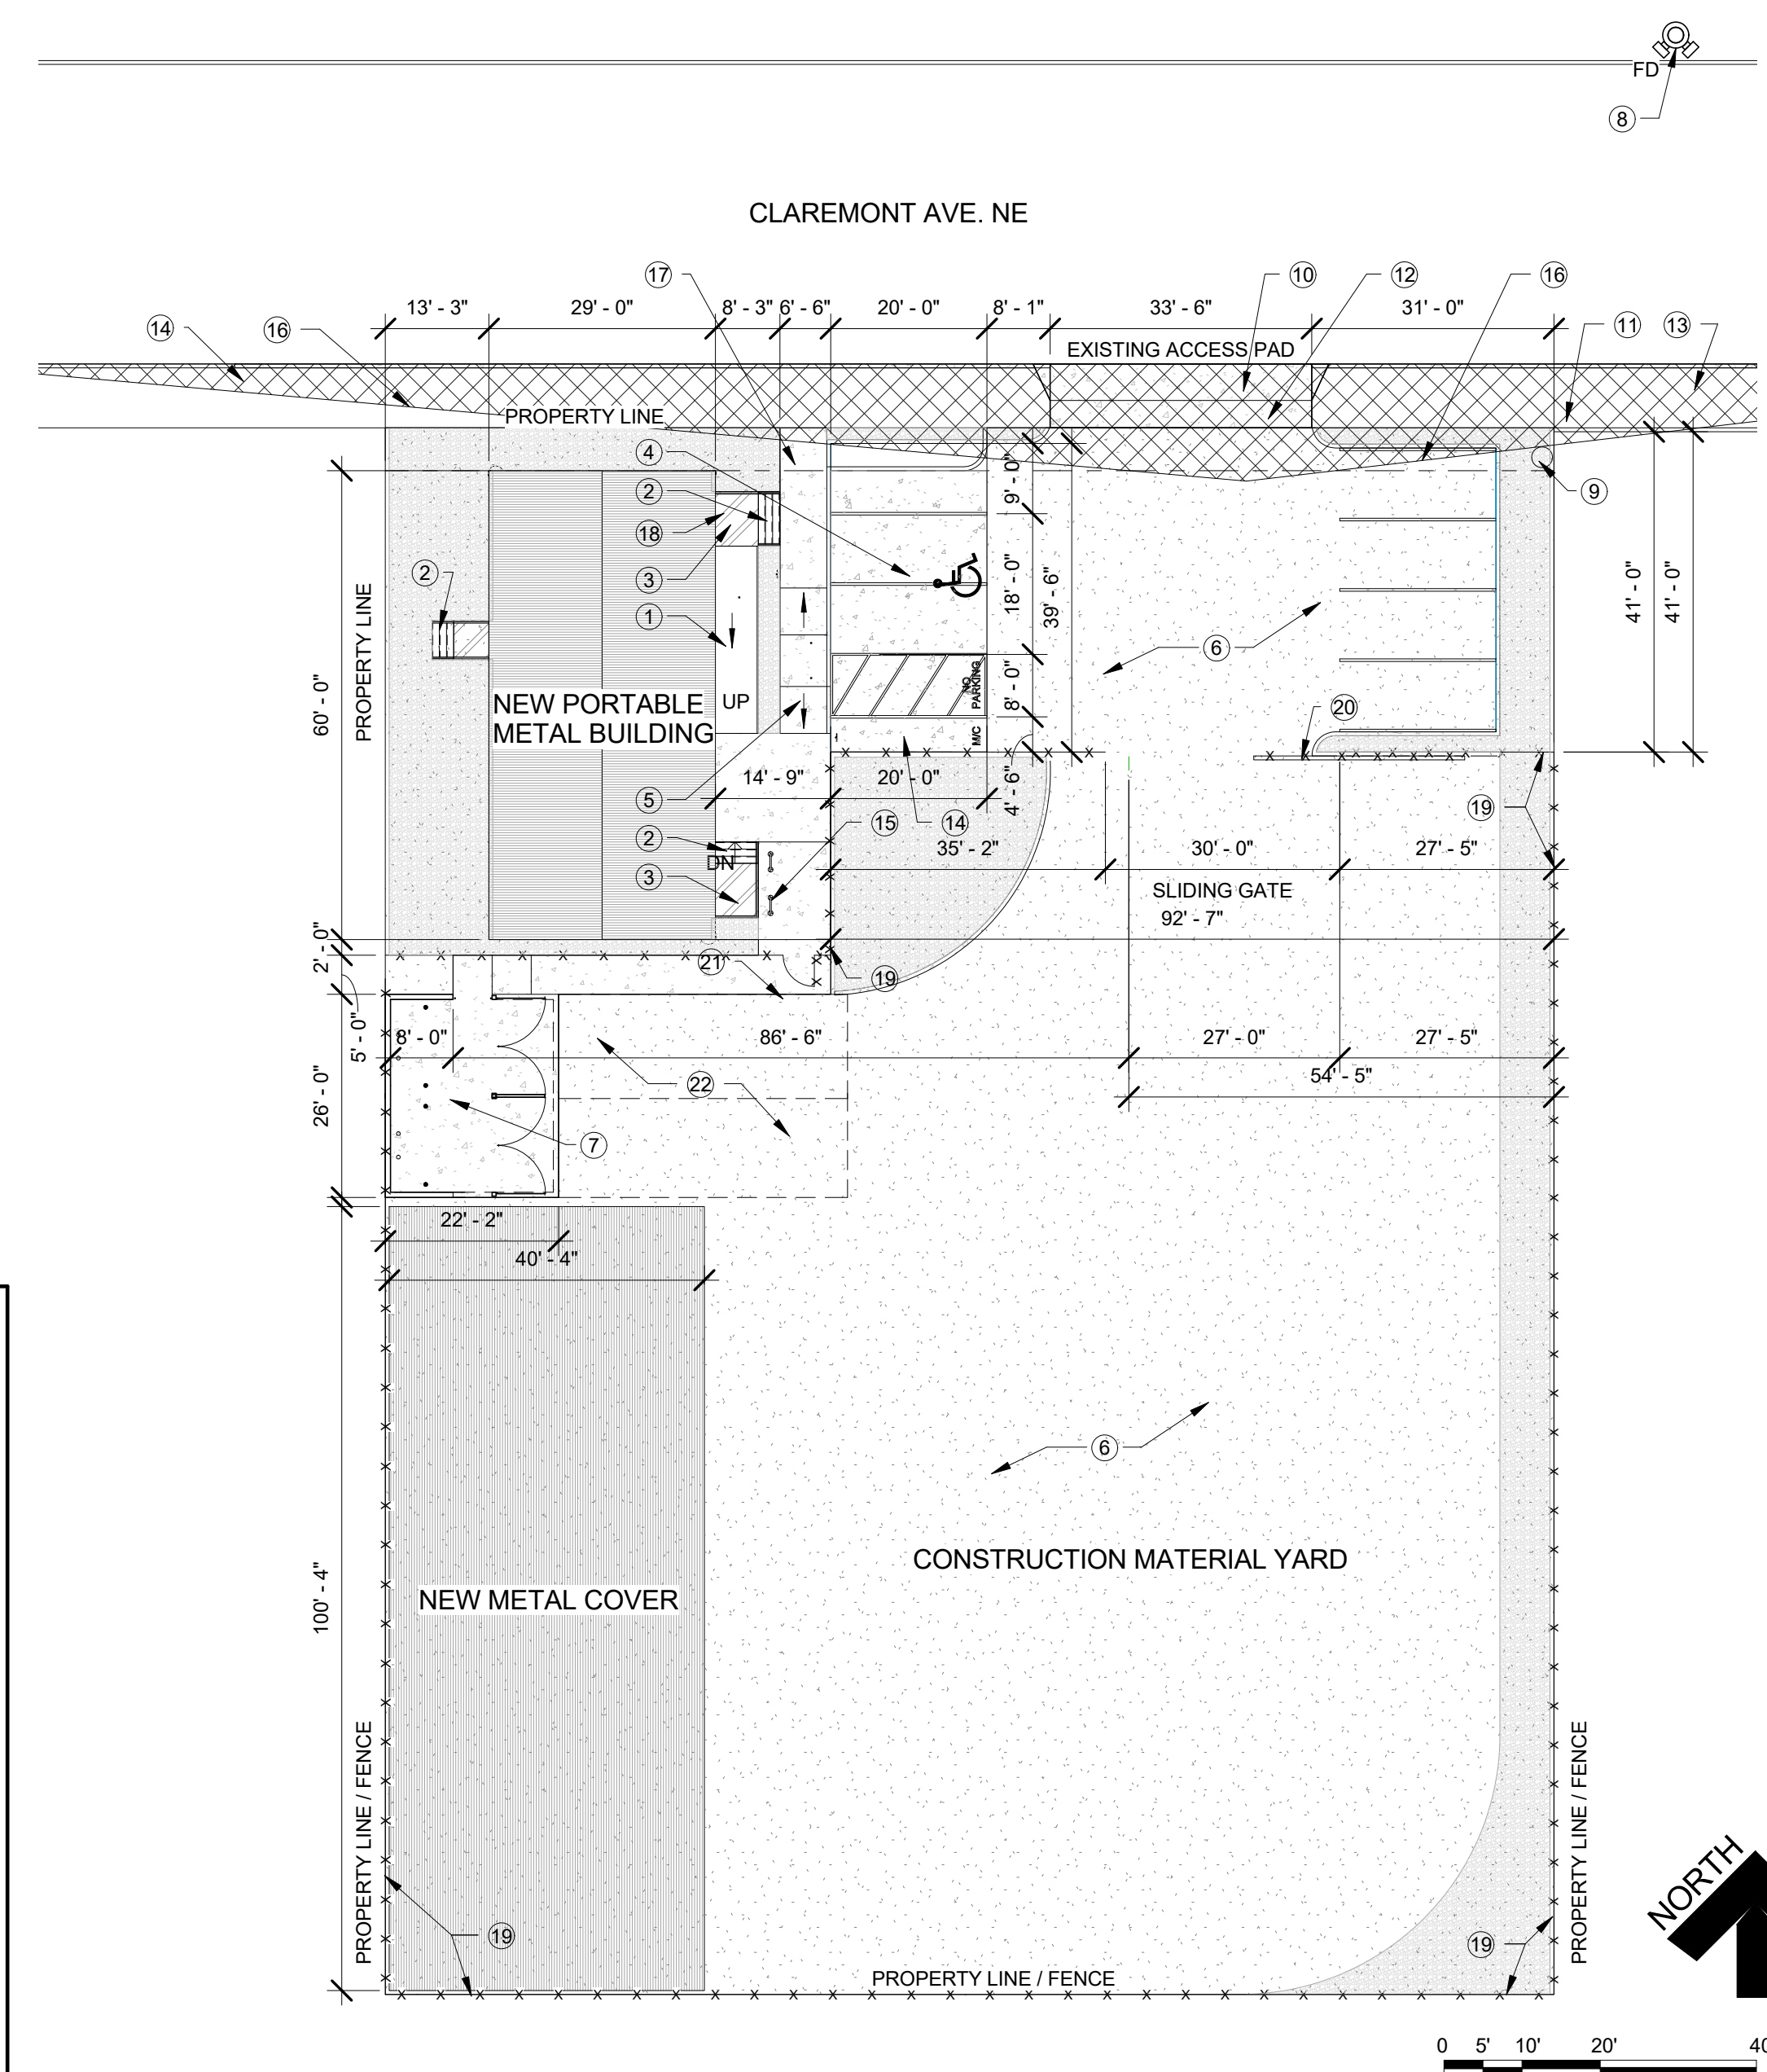 FD
8
CLAREMONT AVE. NE
17
10
12
16
13' - 3"
29' - 0"
8' - 3"
6' - 6"
20' - 0"
8' - 1"
33' - 6"
31' - 0"
14
16
11
13
EXISTING ACCESS PAD
PROPERTY LINE
4
2
18
3
1
9' - 0"
18' - 0"
39' - 6"
8' - 0"
4' - 6"
9
41' - 0"
41' - 0"
2
PROPERTY LINE
60' - 0"
6
NEW PORTABLE
METAL BUILDING
UP
NO
PARKING
M/C
20
14' - 9"
20' - 0"
5
14
15
19
2
DN
3
35' - 2"
30' - 0"
27' - 5"
SLIDING GATE
92' - 7"
2' - 0"
21
19
5' - 0"
8' - 0"
86' - 6"
27' - 0"
27' - 5"
54' - 5"
22
26' - 0"
7
22' - 2"
40' - 4"
6
CONSTRUCTION MATERIAL YARD
100' - 4"
NEW METAL COVER
PROPERTY LINE / FENCE
PROPERTY LINE / FENCE
NORTH
19
19
PROPERTY LINE / FENCE
0 5' 10' 20'